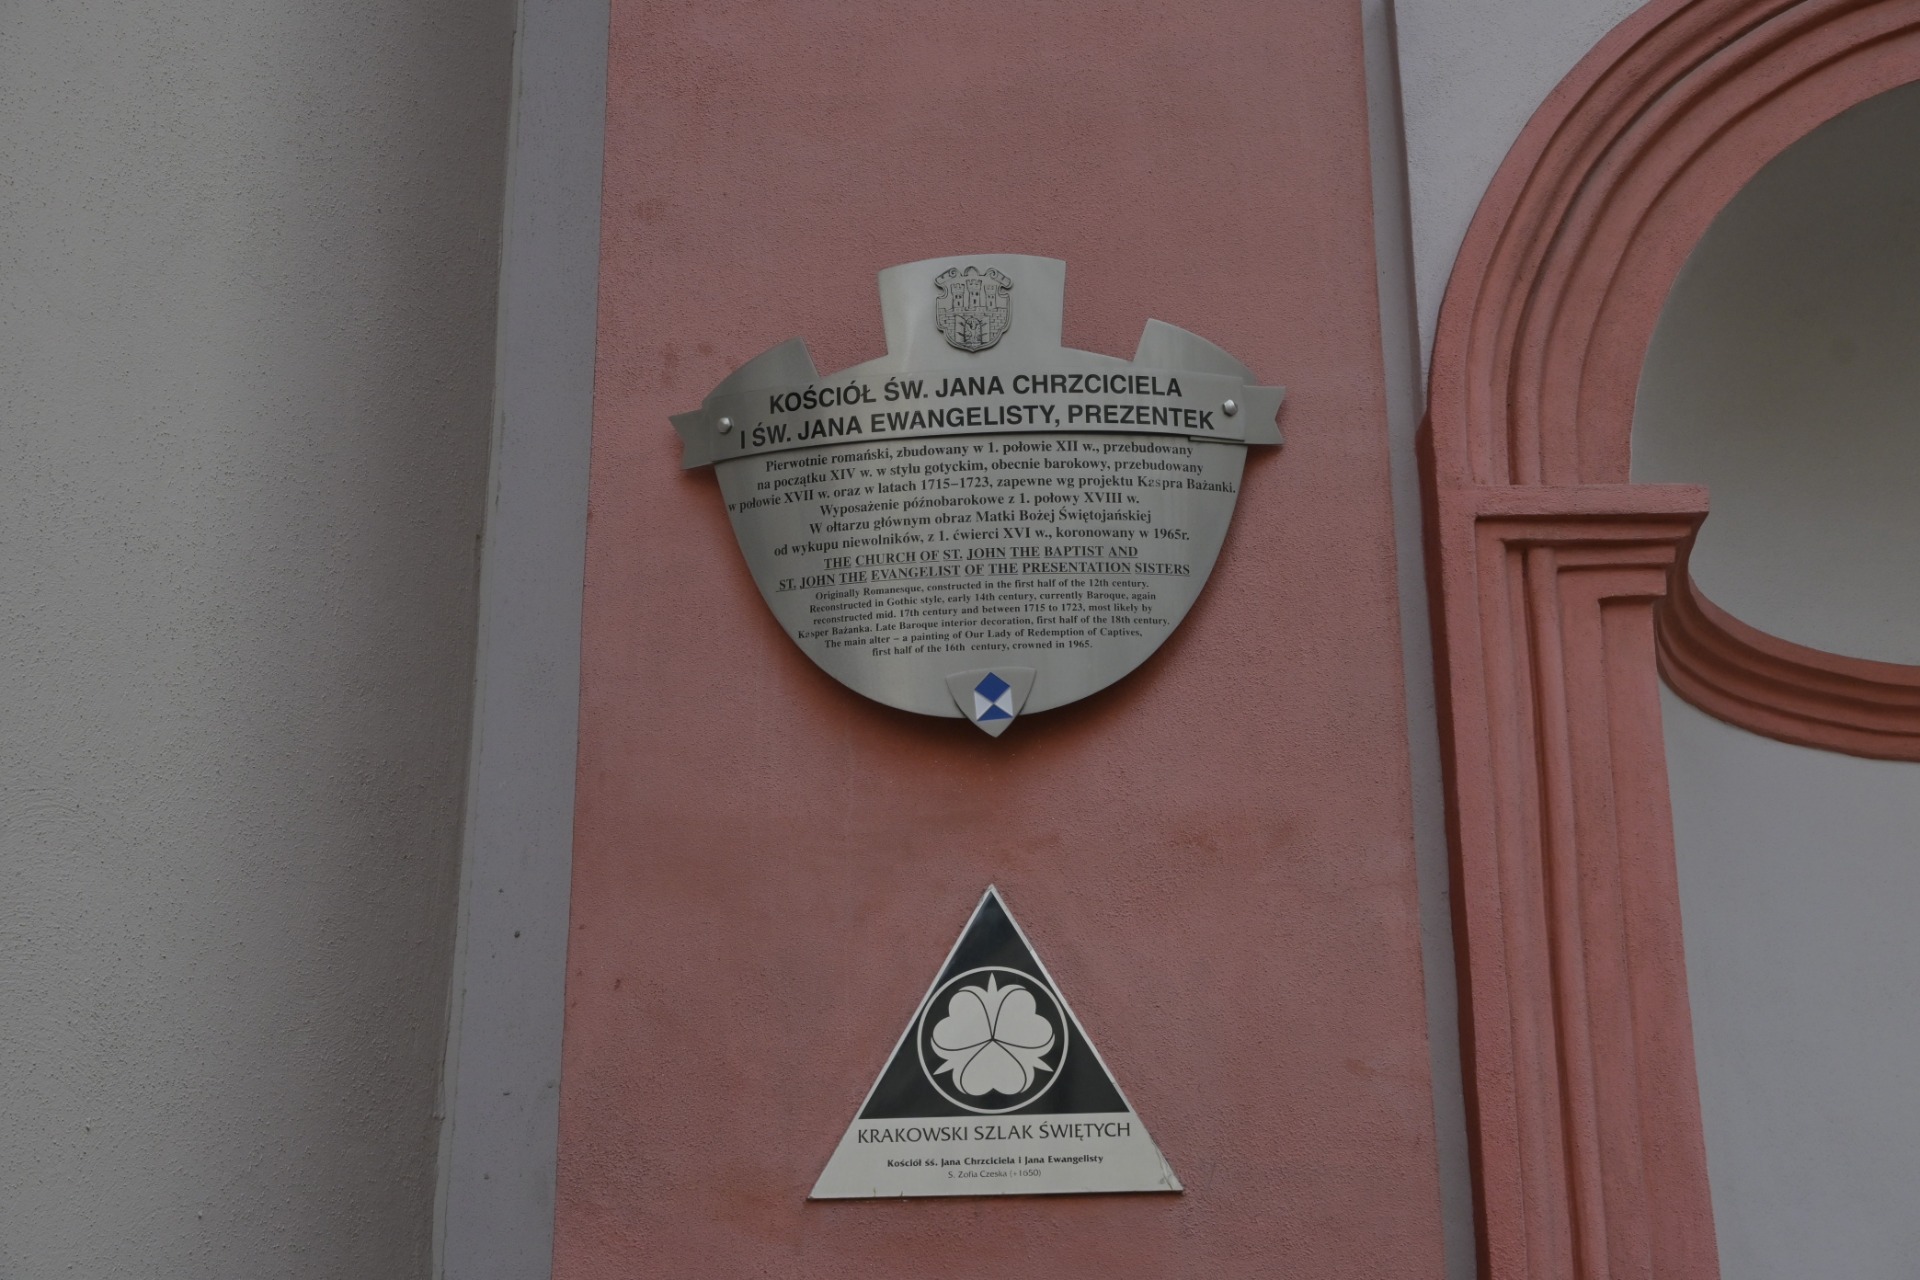 KOŚCIÓŁ ŚW. JANA CHRZCICIELA
I ŚW. JANA EWANGELISTY, PREZENTEK
Pierwotnie romański, zbudowany w 1. połowie XII w., przebudowany
na początku XIV w. w stylu gotyckim, obecnie barokowy, przebudowany
w połowie XVII w. oraz w latach 1715–1723, zapewne wg projektu Kaspra Bażanki.
Wyposażenie późnobarokowe z 1. połowy XVIII w.
W ołtarzu głównym obraz Matki Bożej Świętojańskiej
od wykupu niewolników, z 1. ćwierci XVI w., koronowany w 1965r.
THE CHURCH OF ST. JOHN THE BAPTIST AND
ST. JOHN THE EVANGELIST OF THE PRESENTATION SISTERS
Originally Romanesque, constructed in the first half of the 12th century.
Reconstructed in Gothic style, early 14th century, currently Baroque, again
reconstructed mid. 17th century and between 1715 to 1723, most likely by
Kasper Bażanka. Late Baroque interior decoration, first half of the 18th century.
The main alter – a painting of Our Lady of Redemption of Captives,
first half of the 16th century, crowned in 1965.
KRAKOWSKI SZLAK ŚWIĘTYCH
Kościół śś. Jana Chrzciciela i Jana Ewangelisty
S. Zofia Czeska (+1650)